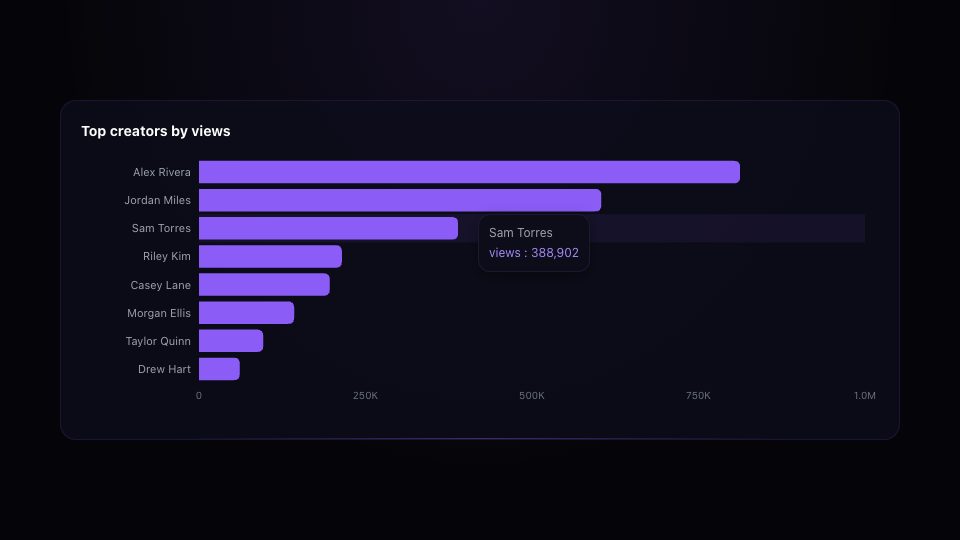 Top creators by views
Alex Rivera
Jordan Miles
Sam Torres
Sam Torres
views : 388,902
Riley Kim
Casey Lane
Morgan Ellis
Taylor Quinn
Drew Hart
0 250K 500K 750K 1.0M